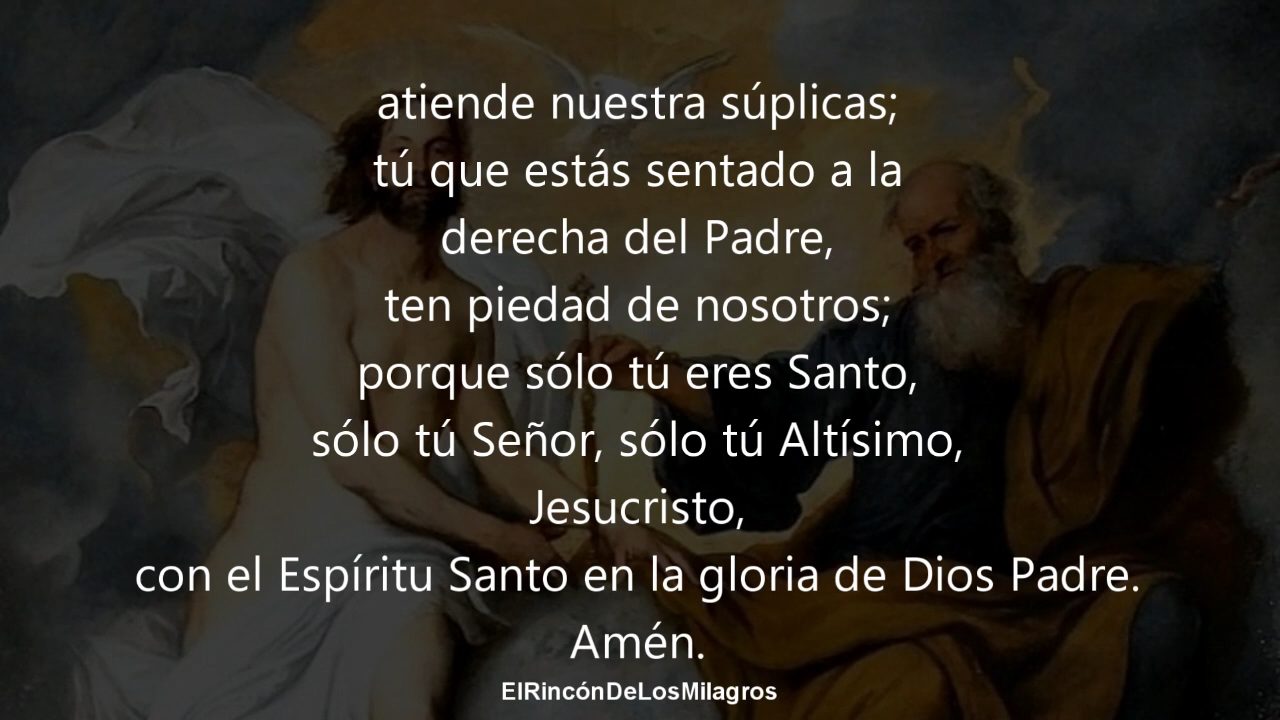 atiende nuestra súplicas;
tú que estás sentado a la
derecha del Padre,
ten piedad de nosotros;
porque sólo tú eres Santo,
sólo tú Señor, sólo tú Altísimo,
Jesucristo,
con el Espíritu Santo en la gloria de Dios Padre.
Amén.
ElRincónDeLosMilagros